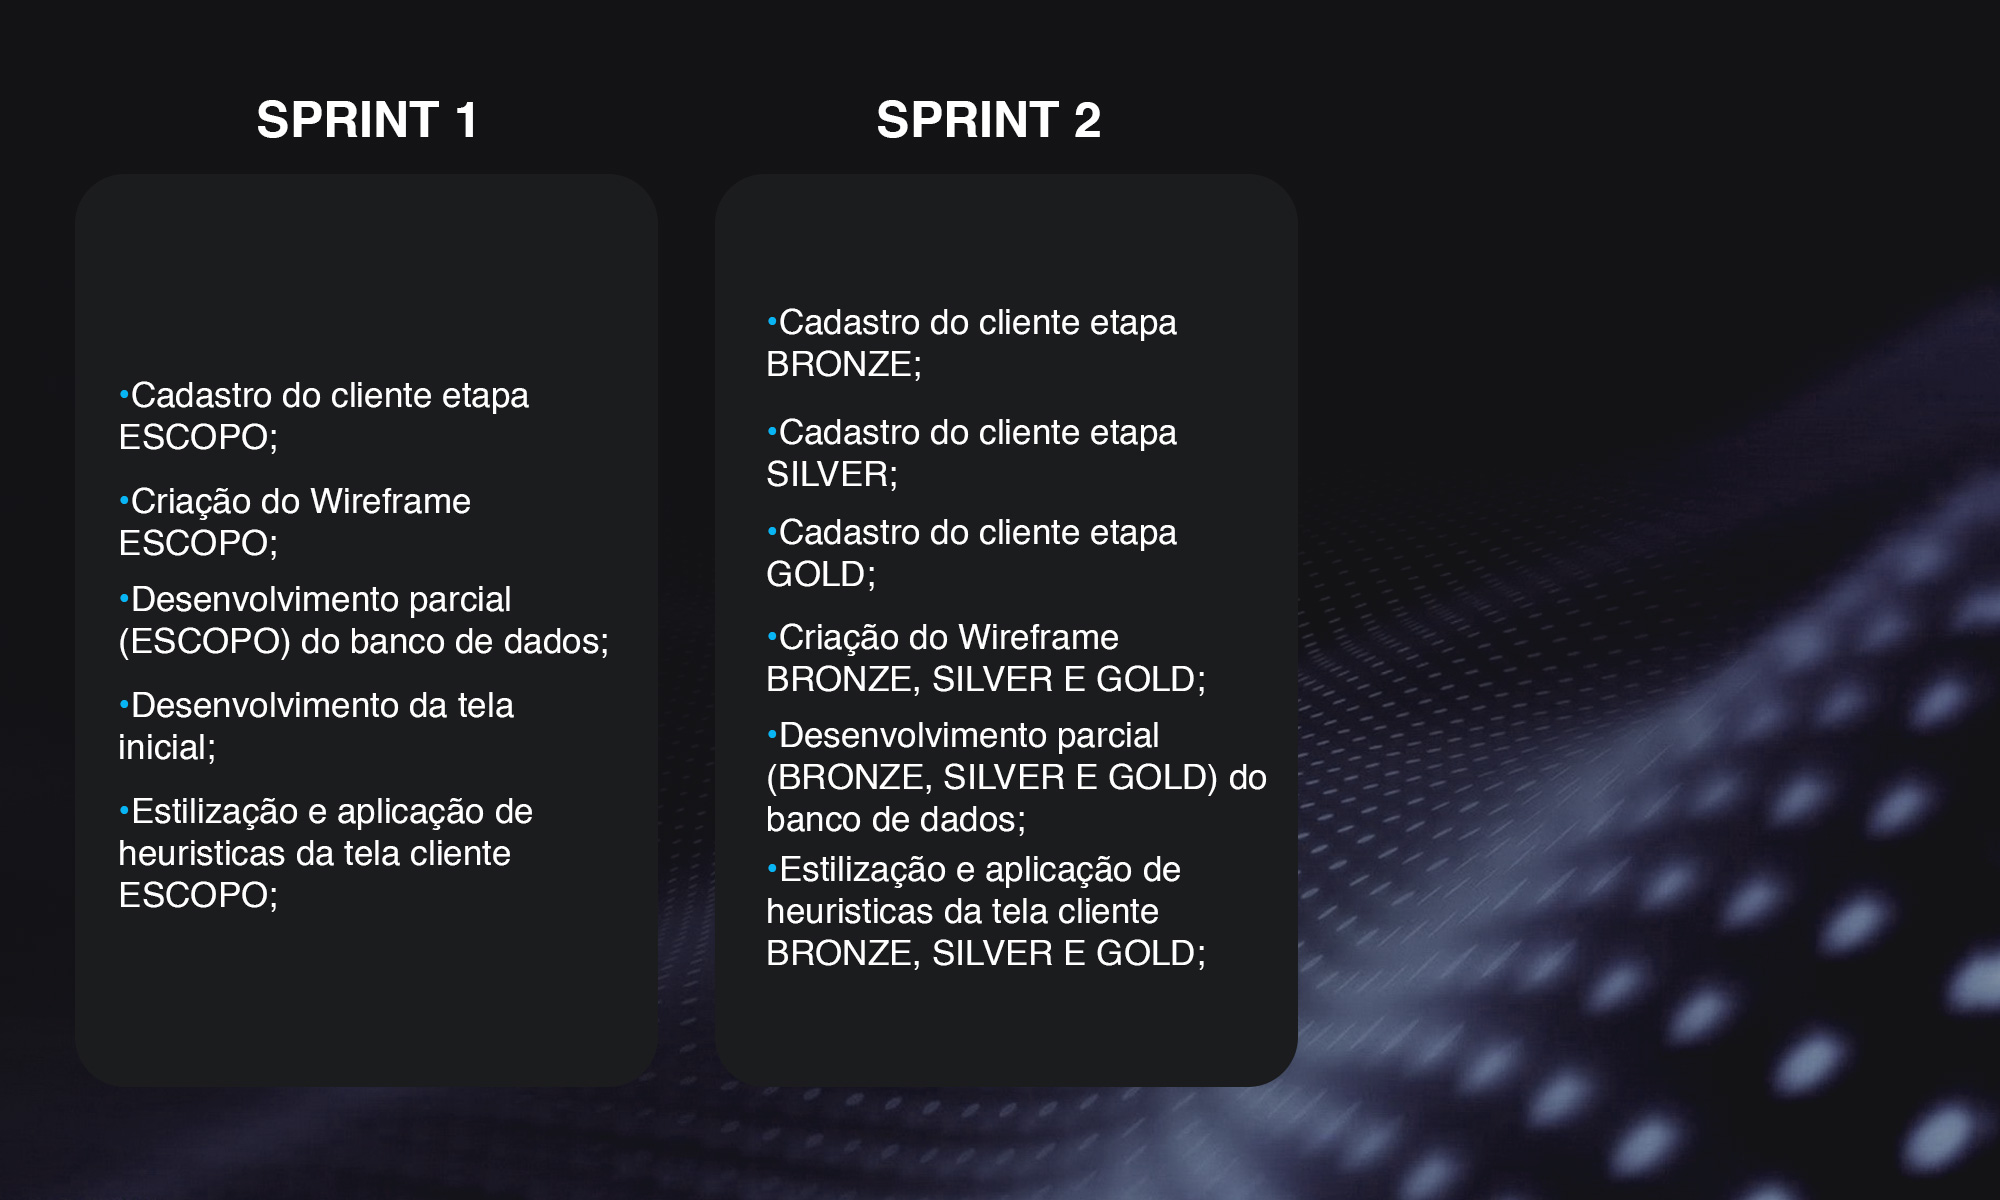 SPRINT 1
•Cadastro do cliente etapa
ESCOPO;
•Criação do Wireframe
ESCOPO;
•Desenvolvimento parcial
(ESCOPO) do banco de dados;
•Desenvolvimento da tela
inicial;
•Estilização e aplicação de
heuristicas da tela cliente
ESCOPO;
SPRINT 2
•Cadastro do cliente etapa
BRONZE;
•Cadastro do cliente etapa
SILVER;
•Cadastro do cliente etapa
GOLD;
•Criação do Wireframe
BRONZE, SILVER E GOLD;
•Desenvolvimento parcial
(BRONZE, SILVER E GOLD) do
banco de dados;
•Estilização e aplicação de
heuristicas da tela cliente
BRONZE, SILVER E GOLD;